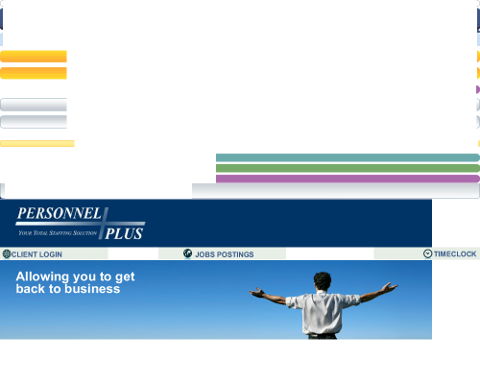 PERSONNEL
YOUR TOTAL STAFFING SOLUTION
PLUS
CLIENT LOGIN
JOBS POSTINGS
TIMECLOCK
Allowing you to get
back to business